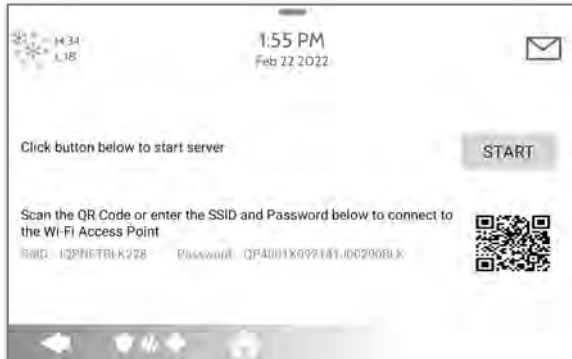 H 34
L 18
1:55 PM
Feb 22 2022
Click button below to start server
START
Scan the QR Code or enter the SSID and Password below to connect to
the Wi-Fi Access Point
SSID : Password :